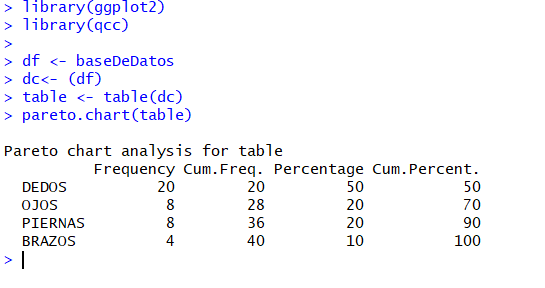 > library(ggplot2)
> library(qcc)
>
> df <- baseDeDatos
> dc<- (df)
> table <- table(dc)
> pareto.chart(table)

Pareto chart analysis for table
         Frequency Cum.Freq. Percentage Cum.Percent.
  DEDOS         20        20         50           50
  OJOS           8        28         20           70
  PIERNAS        8        36         20           90
  BRAZOS         4        40         10          100
>